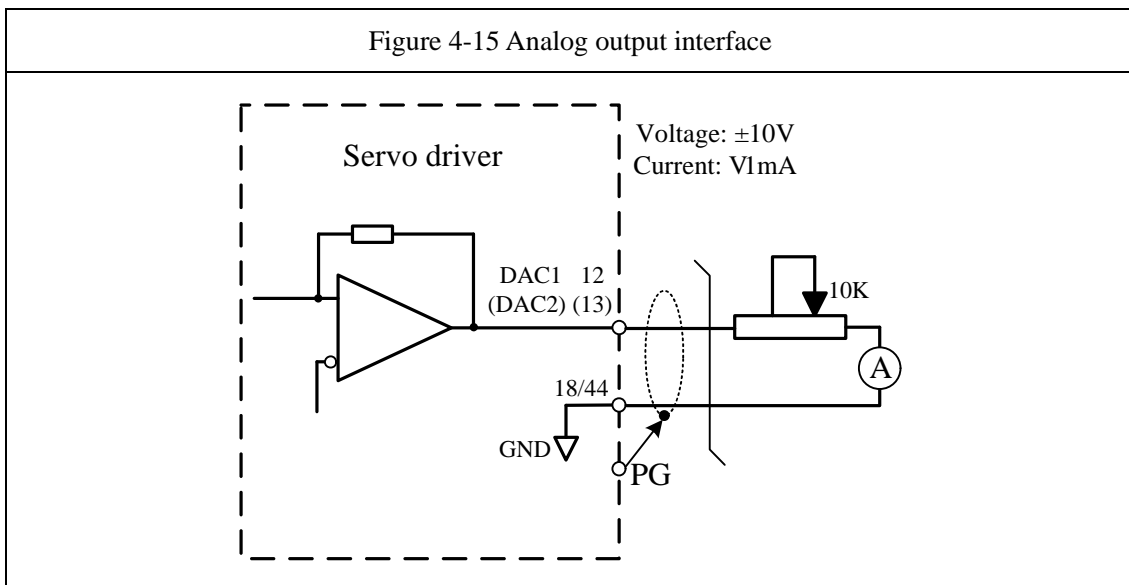 Figure 4-15 Analog output interface
Servo driver
Voltage: ±10V
Current: V1mA
DAC1 12
(DAC2) (13)
10K
A
18/44
GND
PG